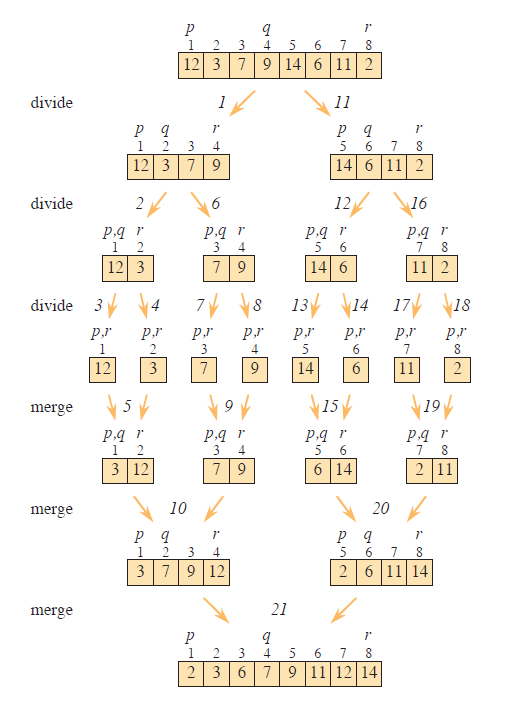 p q r
1 2 3 4 5 6 7 8
12 3 7 9 14 6 11 2
divide 1 11
p q r p q r
1 2 3 4 5 6 7 8
12 3 7 9 14 6 11 2
divide 2 6 12 16
p,q r p,q r p,q r p,q r
1 2 3 4 5 6 7 8
12 3 7 9 14 6 11 2
divide 3 4 7 8 13 14 17 18
p,r p,r p,r p,r p,r p,r p,r p,r
1 2 3 4 5 6 7 8
12 3 7 9 14 6 11 2
merge 5 9 15 19
p,q r p,q r p,q r p,q r
1 2 3 4 5 6 7 8
3 12 7 9 6 14 2 11
merge 10 20
p q r p q r
1 2 3 4 5 6 7 8
3 7 9 12 2 6 11 14
merge 21
p q r
1 2 3 4 5 6 7 8
2 3 6 7 9 11 12 14